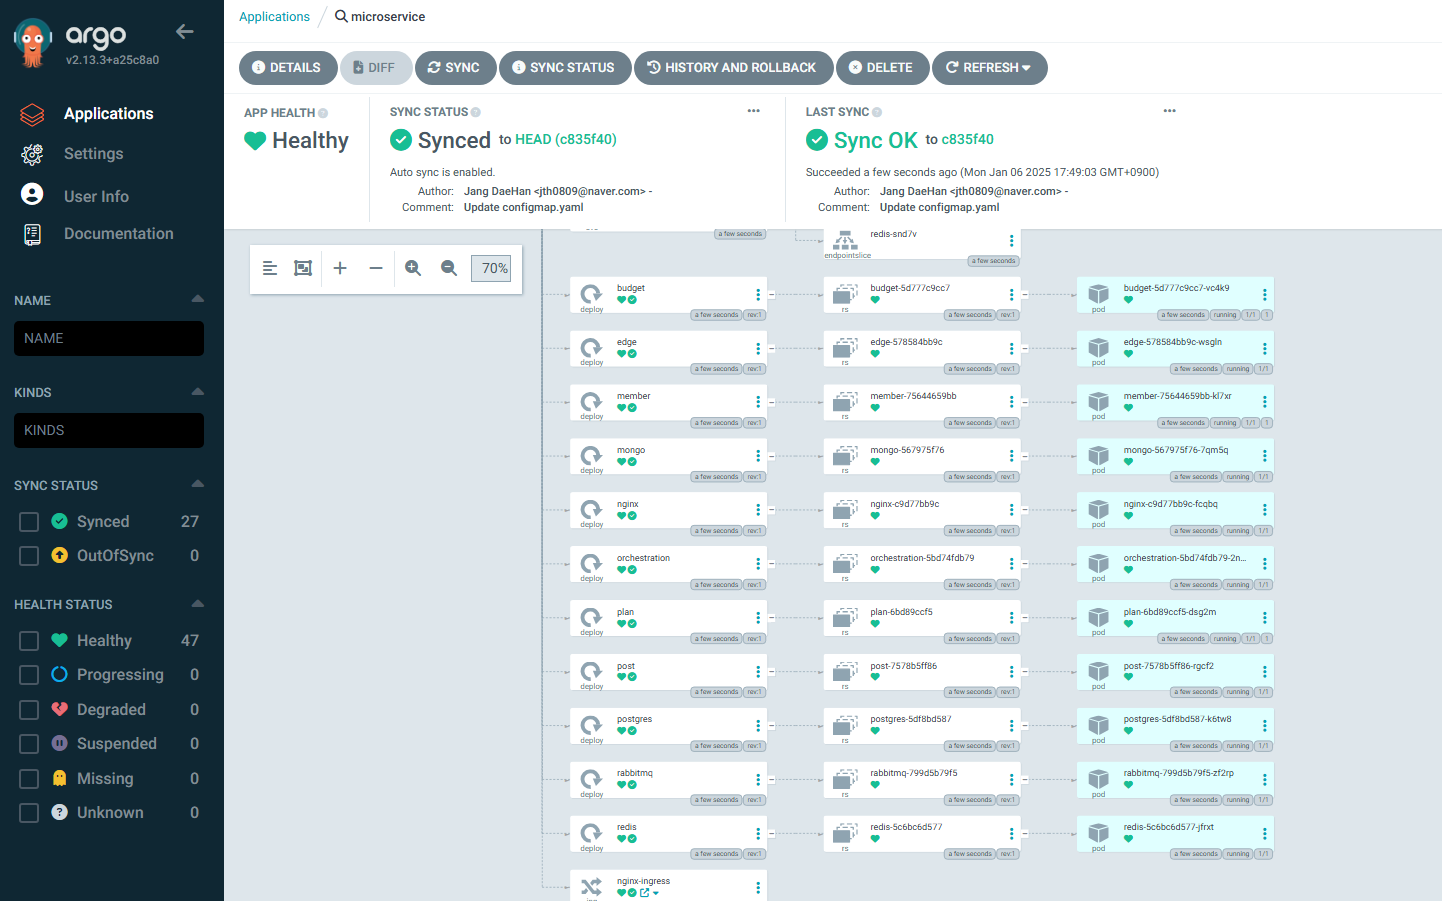 argo
v2.13.3+a25c8a0
Applications
Settings
User Info
Documentation
NAME
NAME
KINDS
KINDS
SYNC STATUS
Synced 27
OutOfSync 0
HEALTH STATUS
Healthy 47
Progressing 0
Degraded 0
Suspended 0
Missing 0
Unknown 0
Applications / microservice
DETAILS DIFF SYNC SYNC STATUS HISTORY AND ROLLBACK DELETE REFRESH
APP HEALTH
Healthy
SYNC STATUS
Synced to HEAD (c835f40)
Auto sync is enabled.
Author: Jang DaeHan <jth0809@naver.com> -
Comment: Update configmap.yaml
LAST SYNC
Sync OK to c835f40
Succeeded a few seconds ago (Mon Jan 06 2025 17:49:03 GMT+0900)
Author: Jang DaeHan <jth0809@naver.com> -
Comment: Update configmap.yaml
70%
a few seconds
redis-snd7v
endpointslice
a few seconds
budget
deploy
a few seconds rev:1
budget-5d777c9cc7
rs
a few seconds rev:1
budget-5d777c9cc7-vc4k9
pod
a few seconds running 1/1 1
edge
deploy
a few seconds rev:1
edge-578584bb9c
rs
a few seconds rev:1
edge-578584bb9c-wsgln
pod
a few seconds running 1/1
member
deploy
a few seconds rev:1
member-75644659bb
rs
a few seconds rev:1
member-75644659bb-kl7xr
pod
a few seconds running 1/1 1
mongo
deploy
a few seconds rev:1
mongo-567975f76
rs
a few seconds rev:1
mongo-567975f76-7qm5q
pod
a few seconds running 1/1
nginx
deploy
a few seconds rev:1
nginx-c9d77bb9c
rs
a few seconds rev:1
nginx-c9d77bb9c-fcqbq
pod
a few seconds running 1/1
orchestration
deploy
a few seconds rev:1
orchestration-5bd74fdb79
rs
a few seconds rev:1
orchestration-5bd74fdb79-2n...
pod
a few seconds running 1/1
plan
deploy
a few seconds rev:1
plan-6bd89ccf5
rs
a few seconds rev:1
plan-6bd89ccf5-dsg2m
pod
a few seconds running 1/1 1
post
deploy
a few seconds rev:1
post-7578b5ff86
rs
a few seconds rev:1
post-7578b5ff86-rgcf2
pod
a few seconds running 1/1
postgres
deploy
a few seconds rev:1
postgres-5df8bd587
rs
a few seconds rev:1
postgres-5df8bd587-k6tw8
pod
a few seconds running 1/1
rabbitmq
deploy
a few seconds rev:1
rabbitmq-799d5b79f5
rs
a few seconds rev:1
rabbitmq-799d5b79f5-zf2rp
pod
a few seconds running 1/1
redis
deploy
a few seconds rev:1
redis-5c6bc6d577
rs
a few seconds rev:1
redis-5c6bc6d577-jfrxt
pod
a few seconds running 1/1
nginx-ingress